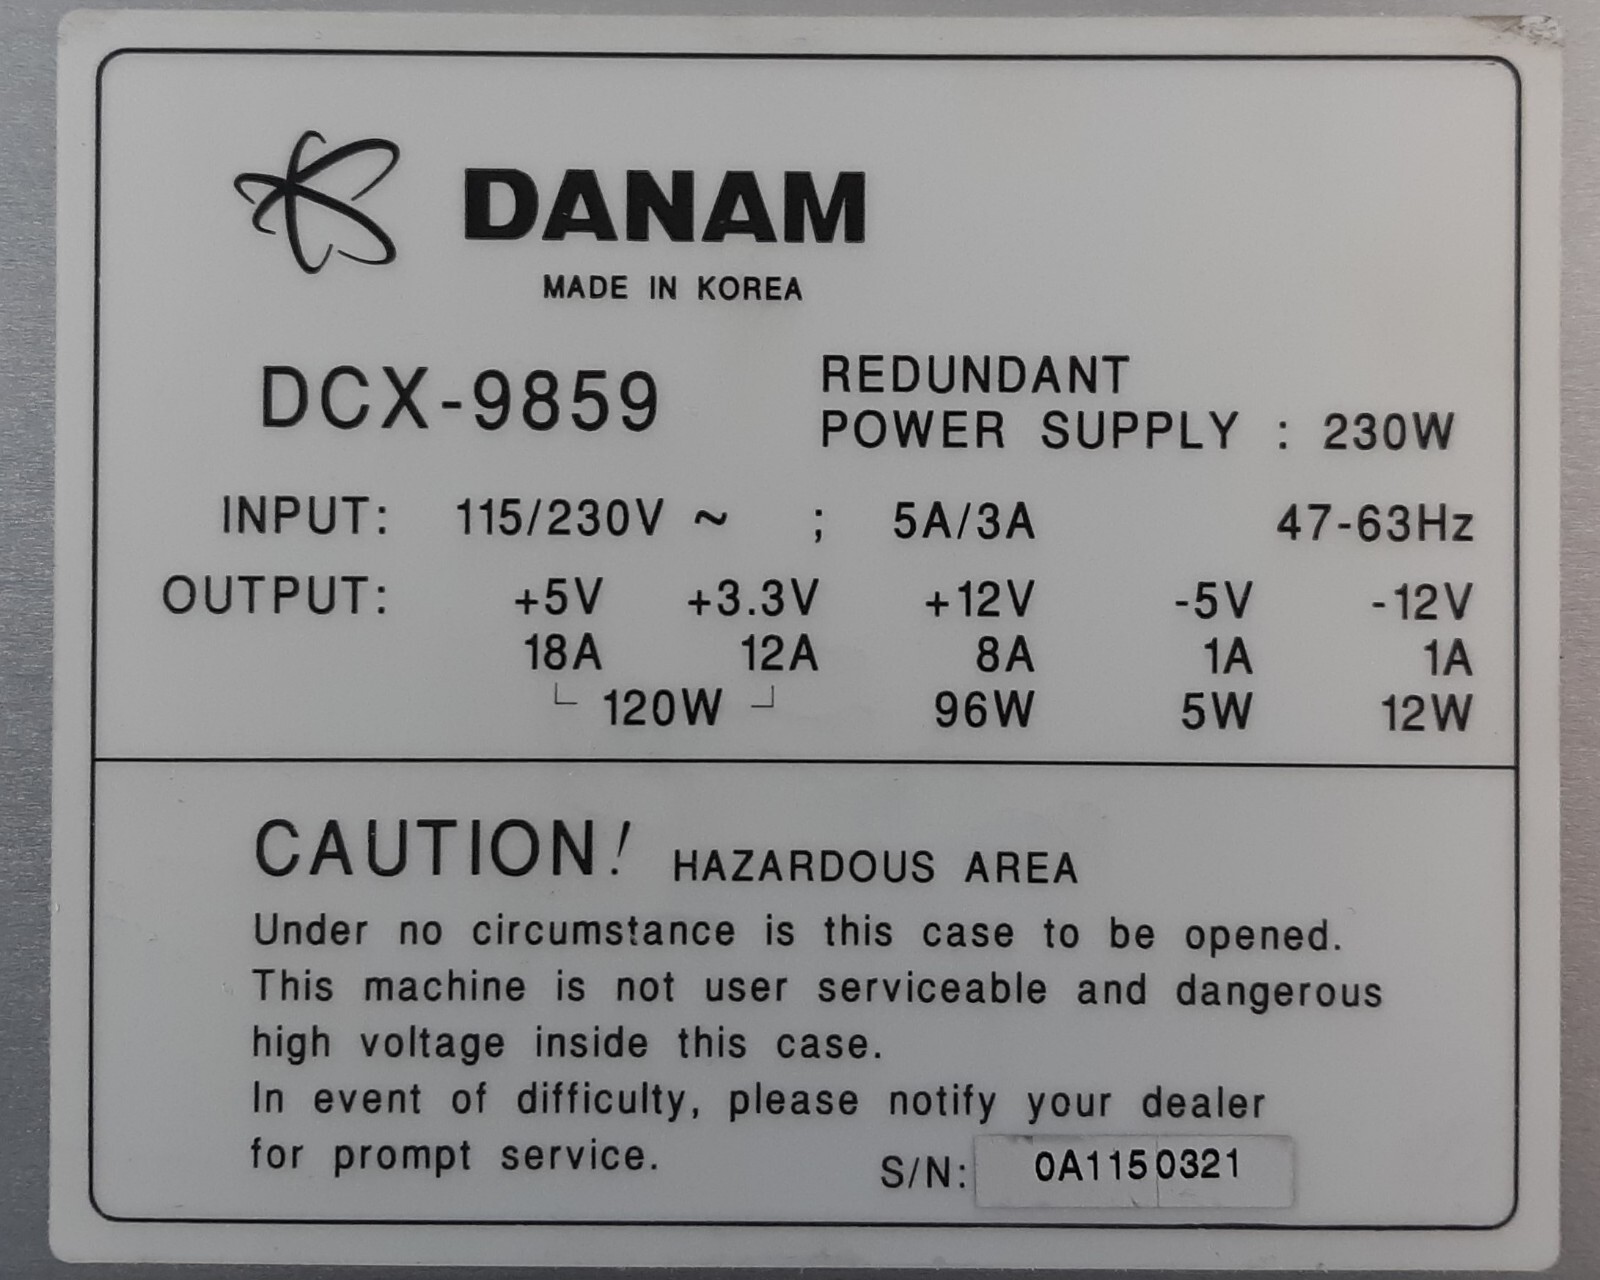 DANAM
MADE IN KOREA
DCX-9859
REDUNDANT
POWER SUPPLY : 230W
INPUT: 115/230V ~ ; 5A/3A 47-63Hz
OUTPUT: +5V +3.3V +12V -5V -12V
18A 12A 8A 1A 1A
120W 96W 5W 12W
CAUTION! HAZARDOUS AREA
Under no circumstance is this case to be opened.
This machine is not user serviceable and dangerous
high voltage inside this case.
In event of difficulty, please notify your dealer
for prompt service.
S/N: 0A1150321